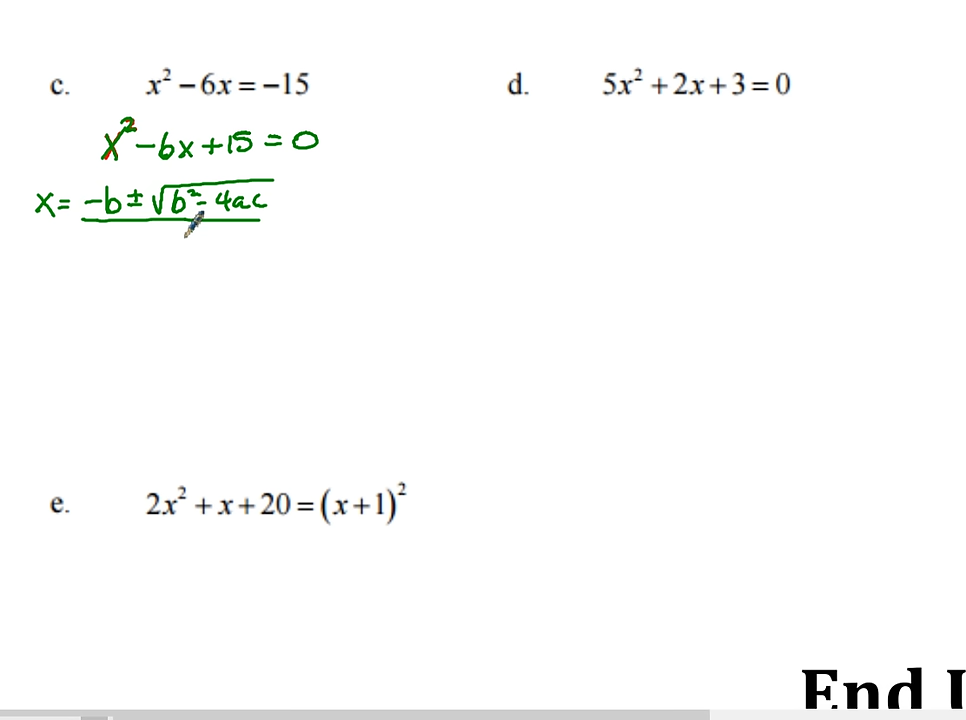 c. x² − 6x = −15
d. 5x² + 2x + 3 = 0
x² − 6x + 15 = 0
x = −b ± √b² − 4ac
e. 2x² + x + 20 = (x + 1)²
End